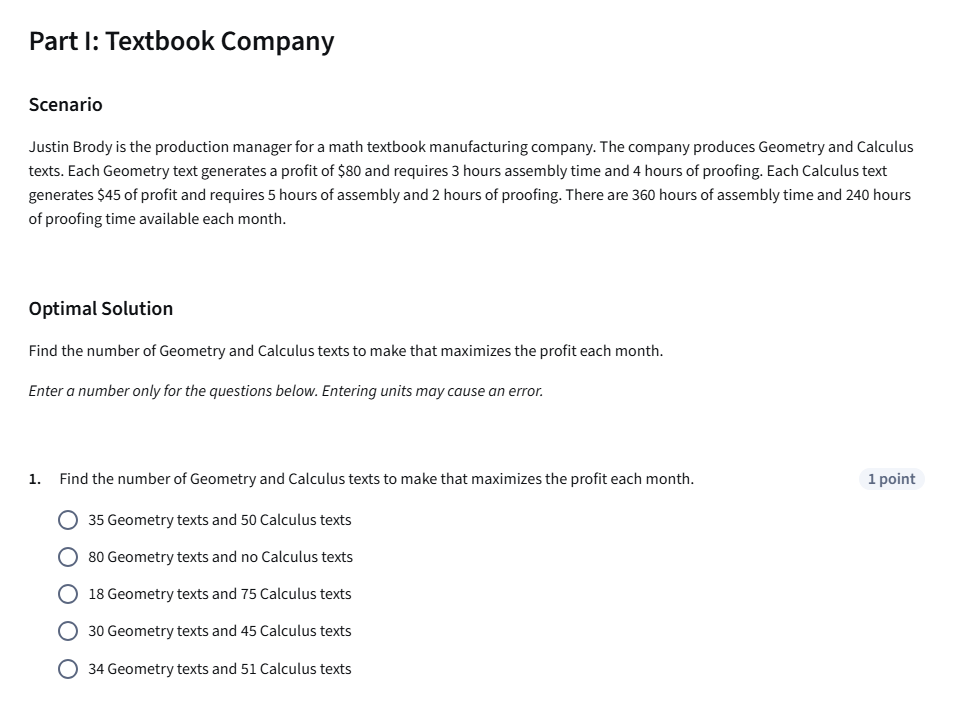 Part I: Textbook Company
Scenario
Justin Brody is the production manager for a math textbook manufacturing company. The company produces Geometry and Calculus
texts. Each Geometry text generates a profit of $80 and requires 3 hours assembly time and 4 hours of proofing. Each Calculus text
generates $45 of profit and requires 5 hours of assembly and 2 hours of proofing. There are 360 hours of assembly time and 240 hours
of proofing time available each month.
Optimal Solution
Find the number of Geometry and Calculus texts to make that maximizes the profit each month.
Enter a number only for the questions below. Entering units may cause an error.
1. Find the number of Geometry and Calculus texts to make that maximizes the profit each month. 1 point
35 Geometry texts and 50 Calculus texts
80 Geometry texts and no Calculus texts
18 Geometry texts and 75 Calculus texts
30 Geometry texts and 45 Calculus texts
34 Geometry texts and 51 Calculus texts